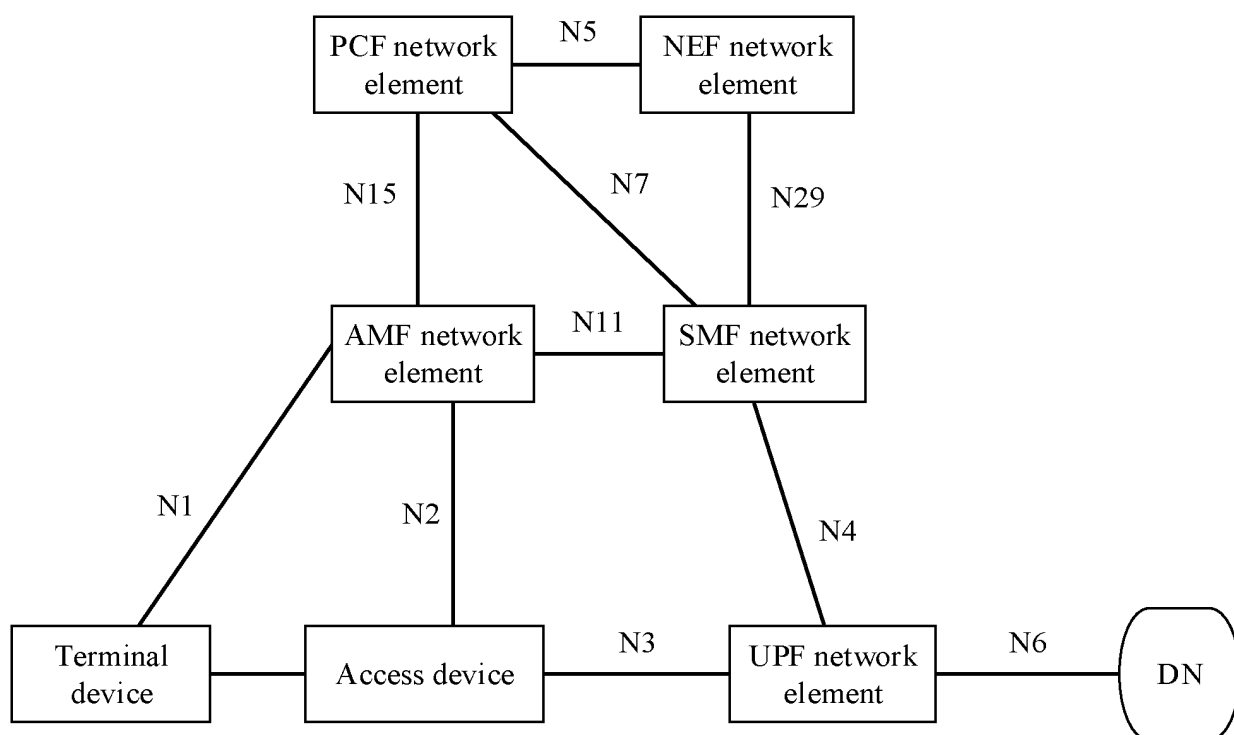 PCF network
element
N5
NEF network
element
N15
N7
N29
AMF network
element
N11
SMF network
element
N1
N2
N4
Terminal
device
Access device
N3
UPF network
element
N6
DN